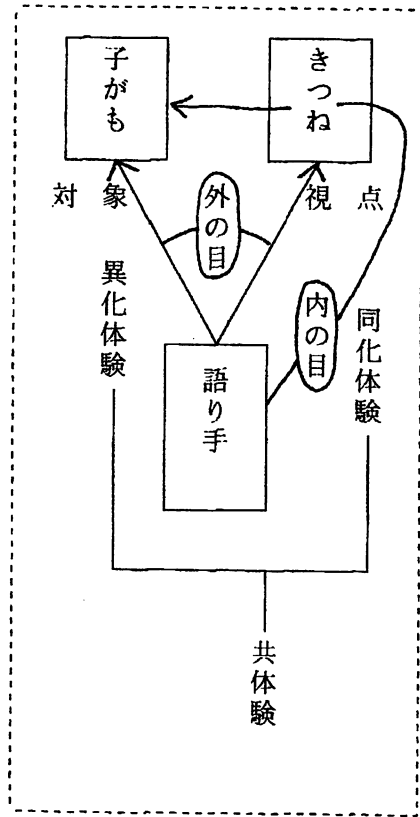 きつね
子がも
視点
対象
外の目
内の目
語り手
同化体験
異化体験
共体験